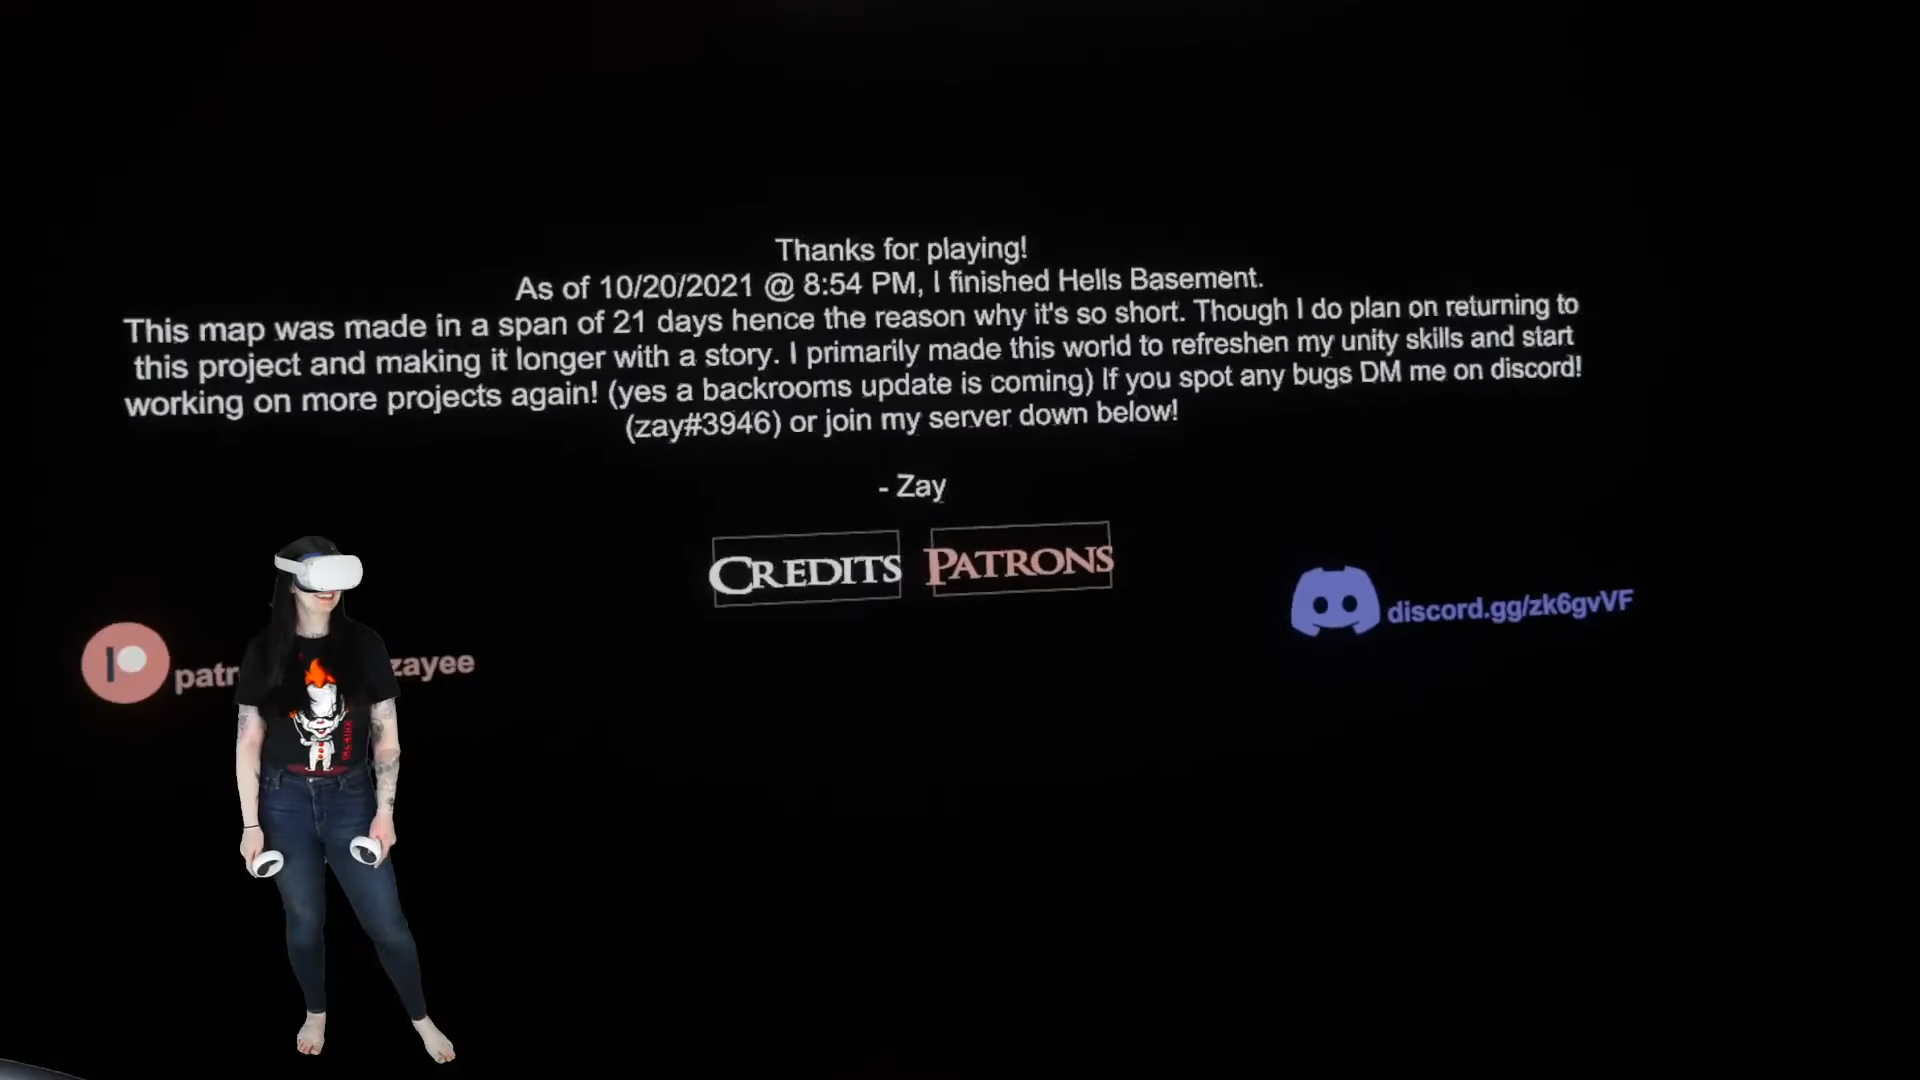 Thanks for playing!
As of 10/20/2021 @ 8:54 PM, I finished Hells Basement.
This map was made in a span of 21 days hence the reason why it's so short. Though I do plan on returning to
this project and making it longer with a story. I primarily made this world to refreshen my unity skills and start
working on more projects again! (yes a backrooms update is coming) If you spot any bugs DM me on discord!
(zay#3946) or join my server down below!
- Zay
CREDITS PATRONS
discord.gg/zk6gvVF
patr zayee